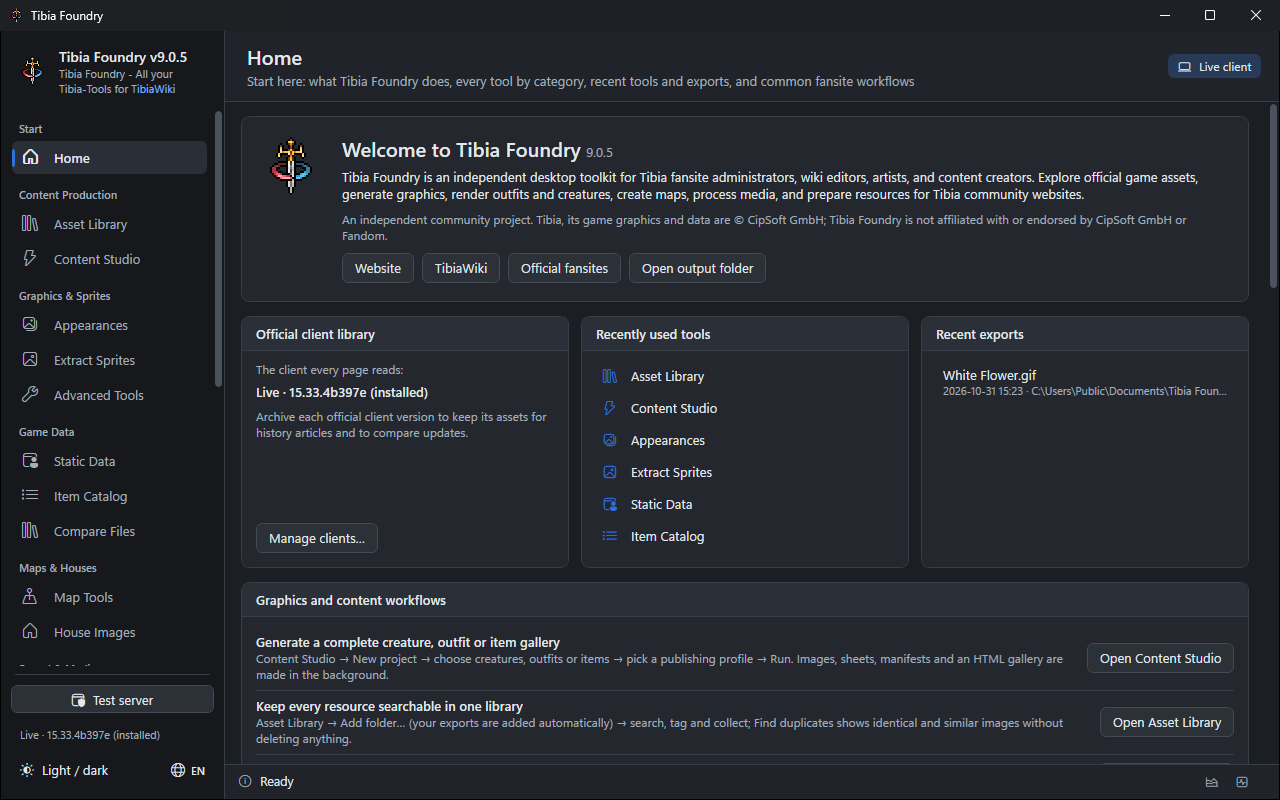 Tibia Foundry
Tibia Foundry v9.0.5
Tibia Foundry - All your
Tibia-Tools for TibiaWiki
Start
Home
Content Production
Asset Library
Content Studio
Graphics & Sprites
Appearances
Extract Sprites
Advanced Tools
Game Data
Static Data
Item Catalog
Compare Files
Maps & Houses
Map Tools
House Images
Test server
Live · 15.33.4b397e (installed)
Light / dark
EN
Home
Start here: what Tibia Foundry does, every tool by category, recent tools and exports, and common fansite workflows
Live client
Welcome to Tibia Foundry 9.0.5
Tibia Foundry is an independent desktop toolkit for Tibia fansite administrators, wiki editors, artists, and content creators. Explore official game assets,
generate graphics, render outfits and creatures, create maps, process media, and prepare resources for Tibia community websites.
An independent community project. Tibia, its game graphics and data are © CipSoft GmbH; Tibia Foundry is not affiliated with or endorsed by CipSoft GmbH or
Fandom.
Website
TibiaWiki
Official fansites
Open output folder
Official client library
The client every page reads:
Live · 15.33.4b397e (installed)
Archive each official client version to keep its assets for
history articles and to compare updates.
Manage clients...
Recently used tools
Asset Library
Content Studio
Appearances
Extract Sprites
Static Data
Item Catalog
Recent exports
White Flower.gif
2026-10-31 15:23 · C:\Users\Public\Documents\Tibia Foun...
Graphics and content workflows
Generate a complete creature, outfit or item gallery
Content Studio → New project → choose creatures, outfits or items → pick a publishing profile → Run. Images, sheets, manifests and an HTML gallery are
made in the background.
Open Content Studio
Keep every resource searchable in one library
Asset Library → Add folder... (your exports are added automatically) → search, tag and collect; Find duplicates shows identical and similar images without
deleting anything.
Open Asset Library
Ready